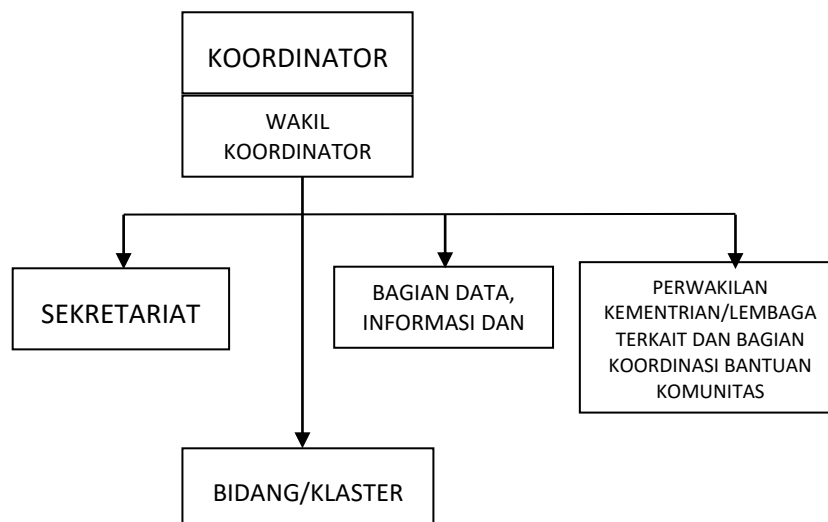 KOORDINATOR
WAKIL
KOORDINATOR
SEKRETARIAT
BAGIAN DATA,
INFORMASI DAN
PERWAKILAN
KEMENTRIAN/LEMBAGA
TERKAIT DAN BAGIAN
KOORDINASI BANTUAN
KOMUNITAS
BIDANG/KLASTER